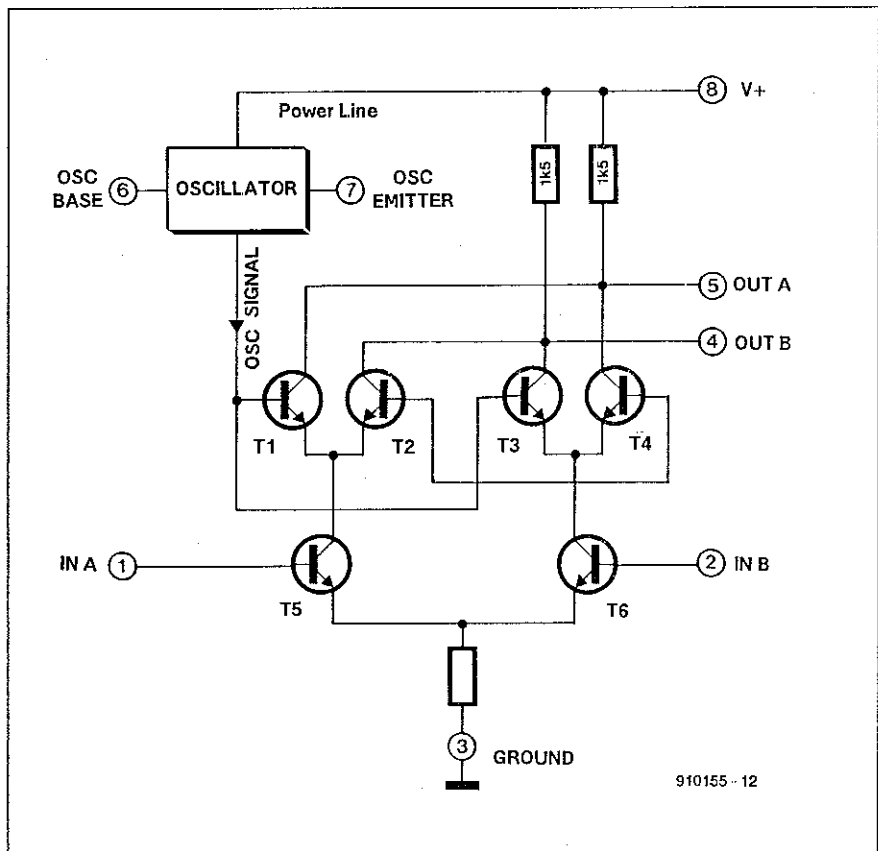 8 V+
Power Line
1k5
1k5
OSC
BASE
6
OSCILLATOR
7
OSC
EMITTER
OSC SIGNAL
5 OUT A
4 OUT B
T1
T2
T3
T4
IN A 1
2 IN B
T5
T6
3
GROUND
910155 - 12